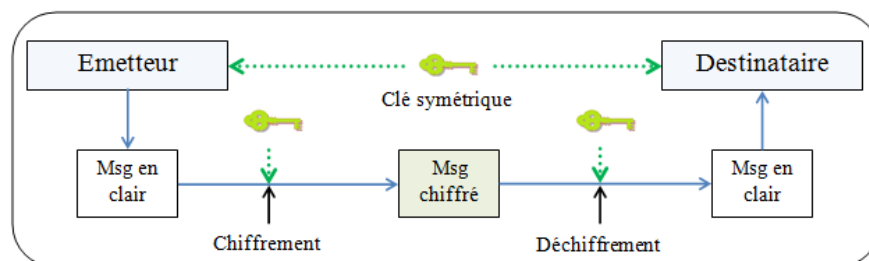 Emetteur
Destinataire
Clé symétrique
Msg en
clair
Msg
chiffré
Msg en
clair
Chiffrement
Déchiffrement